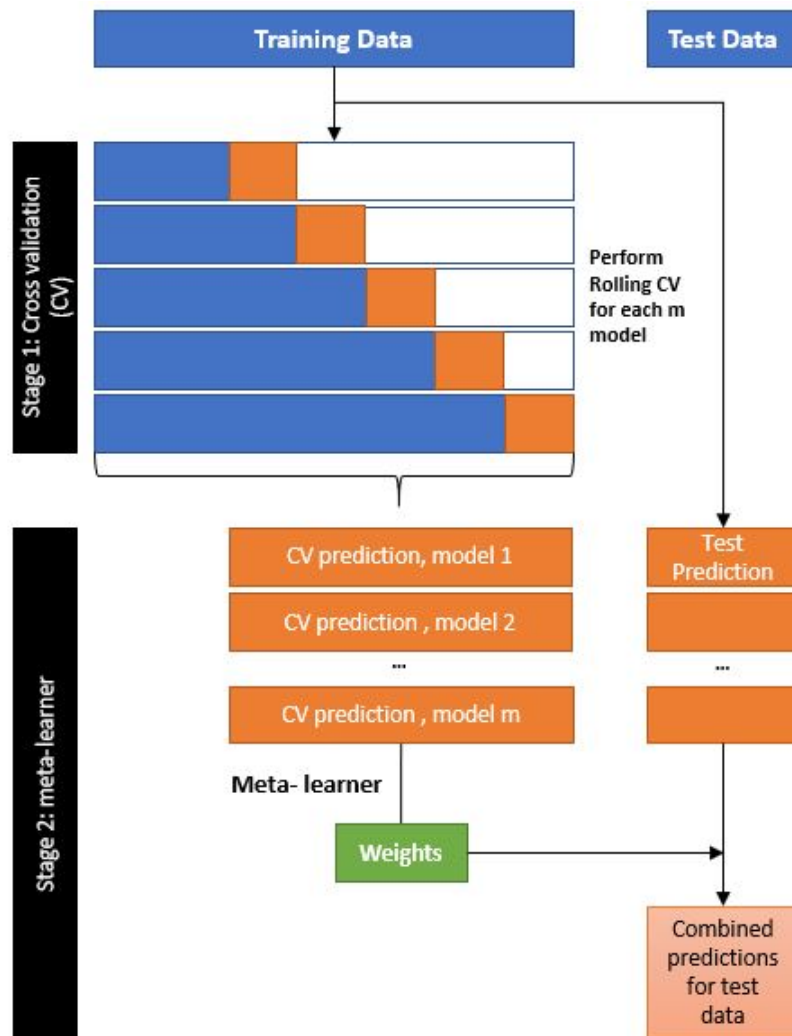 Training Data
Test Data
Stage 1: Cross validation
(CV)
Perform
Rolling CV
for each m
model
Stage 2: meta-learner
CV prediction, model 1
CV prediction , model 2
...
CV prediction , model m
Test
Prediction
...
Meta- learner
Weights
Combined
predictions
for test
data